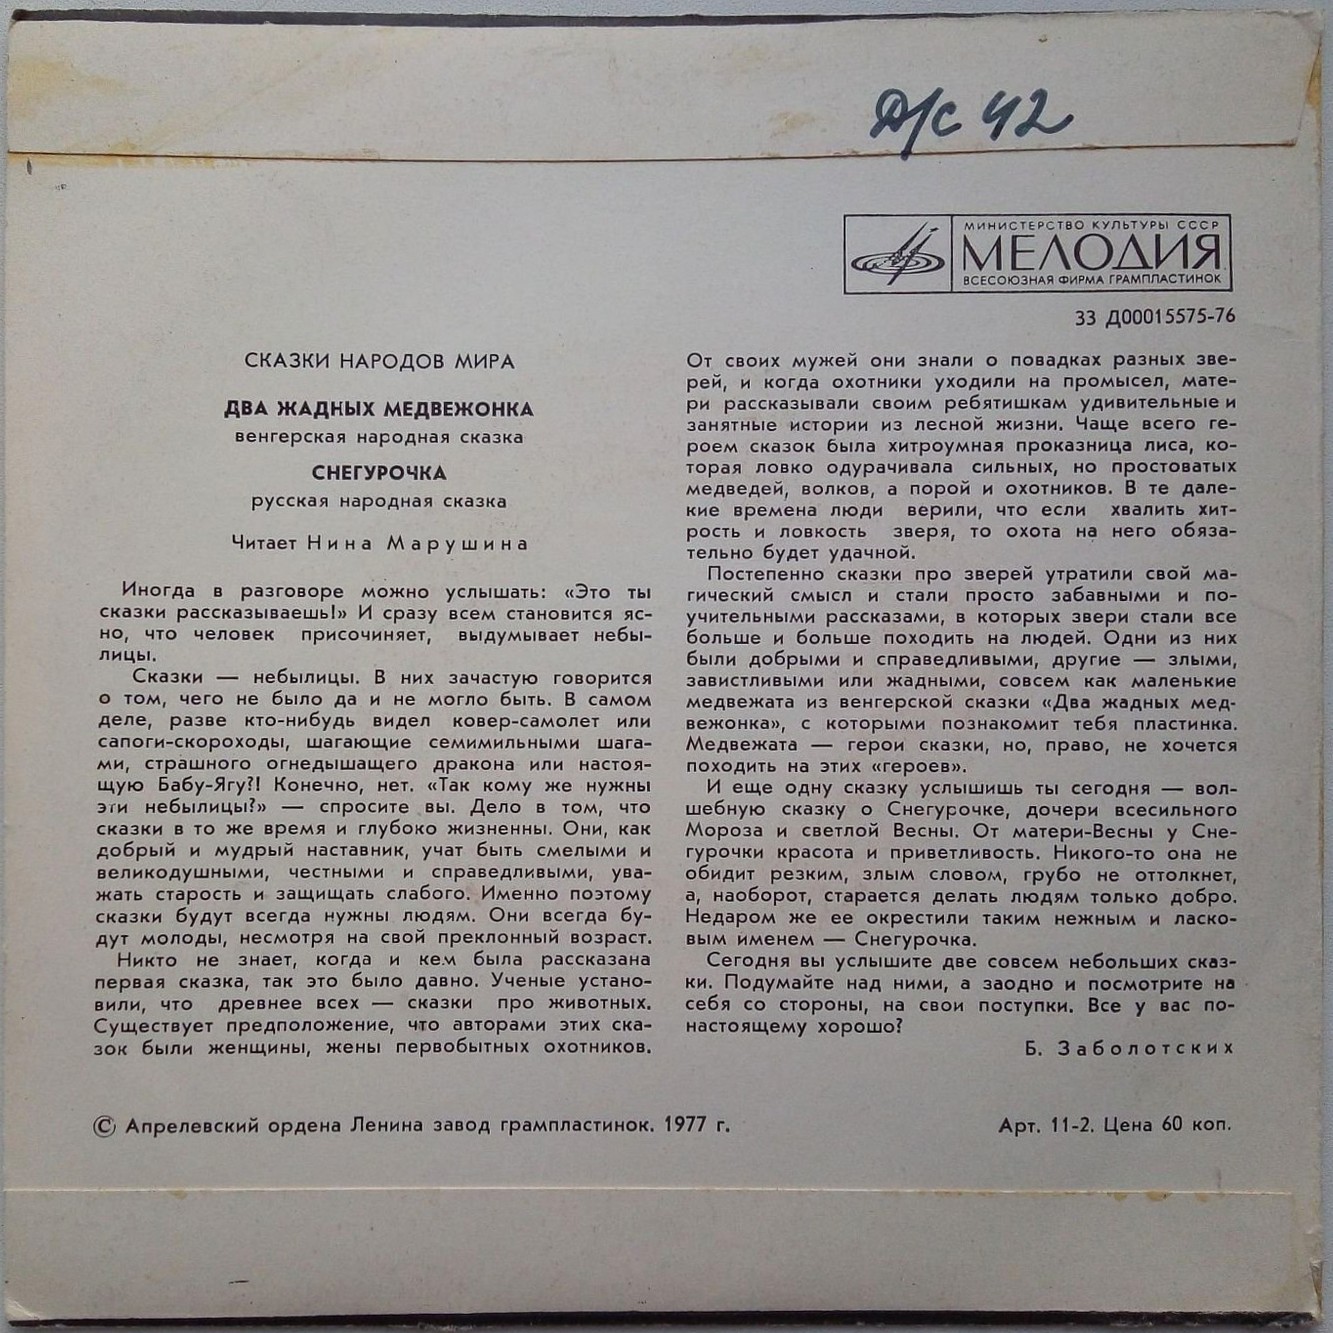 Д/С 42
МИНИСТЕРСТВО КУЛЬТУРЫ СССР
МЕЛОДИЯ
ВСЕСОЮЗНАЯ ФИРМА ГРАМПЛАСТИНОК
33 Д00015575-76
СКАЗКИ НАРОДОВ МИРА
ДВА ЖАДНЫХ МЕДВЕЖОНКА
венгерская народная сказка
СНЕГУРОЧКА
русская народная сказка
Читает Нина Марушина
Иногда в разговоре можно услышать: «Это ты
сказки рассказываешь!» И сразу всем становится яс-
но, что человек присочиняет, выдумывает небы-
лицы.
Сказки — небылицы. В них зачастую говорится
о том, чего не было да и не могло быть. В самом
деле, разве кто-нибудь видел ковер-самолет или
сапоги-скороходы, шагающие семимильными шага-
ми, страшного огнедышащего дракона или настоя-
щую Бабу-Ягу?! Конечно, нет. «Так кому же нужны
эти небылицы?» — спросите вы. Дело в том, что
сказки в то же время и глубоко жизненны. Они, как
добрый и мудрый наставник, учат быть смелыми и
великодушными, честными и справедливыми, ува-
жать старость и защищать слабого. Именно поэтому
сказки будут всегда нужны людям. Они всегда бу-
дут молоды, несмотря на свой преклонный возраст.
Никто не знает, когда и кем была рассказана
первая сказка, так это было давно. Ученые устано-
вили, что древнее всех — сказки про животных.
Существует предположение, что авторами этих ска-
зок были женщины, жены первобытных охотников.
От своих мужей они знали о повадках разных зве-
рей, и когда охотники уходили на промысел, мате-
ри рассказывали своим ребятишкам удивительные и
занятные истории из лесной жизни. Чаще всего ге-
роем сказок была хитроумная проказница лиса, ко-
торая ловко одурачивала сильных, но простоватых
медведей, волков, а порой и охотников. В те дале-
кие времена люди верили, что если хвалить хит-
рость и ловкость зверя, то охота на него обяза-
тельно будет удачной.
Постепенно сказки про зверей утратили свой ма-
гический смысл и стали просто забавными и по-
учительными рассказами, в которых звери стали все
больше и больше походить на людей. Одни из них
были добрыми и справедливыми, другие — злыми,
завистливыми или жадными, совсем как маленькие
медвежата из венгерской сказки «Два жадных мед-
вежонка», с которыми познакомит тебя пластинка.
Медвежата — герои сказки, но, право, не хочется
походить на этих «героев».
И еще одну сказку услышишь ты сегодня — вол-
шебную сказку о Снегурочке, дочери всесильного
Мороза и светлой Весны. От матери-Весны у Сне-
гурочки красота и приветливость. Никого-то она не
обидит резким, злым словом, грубо не оттолкнет,
а, наоборот, старается делать людям только добро.
Недаром же ее окрестили таким нежным и ласко-
вым именем — Снегурочка.
Сегодня вы услышите две совсем небольших сказ-
ки. Подумайте над ними, а заодно и посмотрите на
себя со стороны, на свои поступки. Все у вас по-
настоящему хорошо?
Б. Заболотских
© Апрелевский ордена Ленина завод грампластинок. 1977 г.
Арт. 11-2. Цена 60 коп.